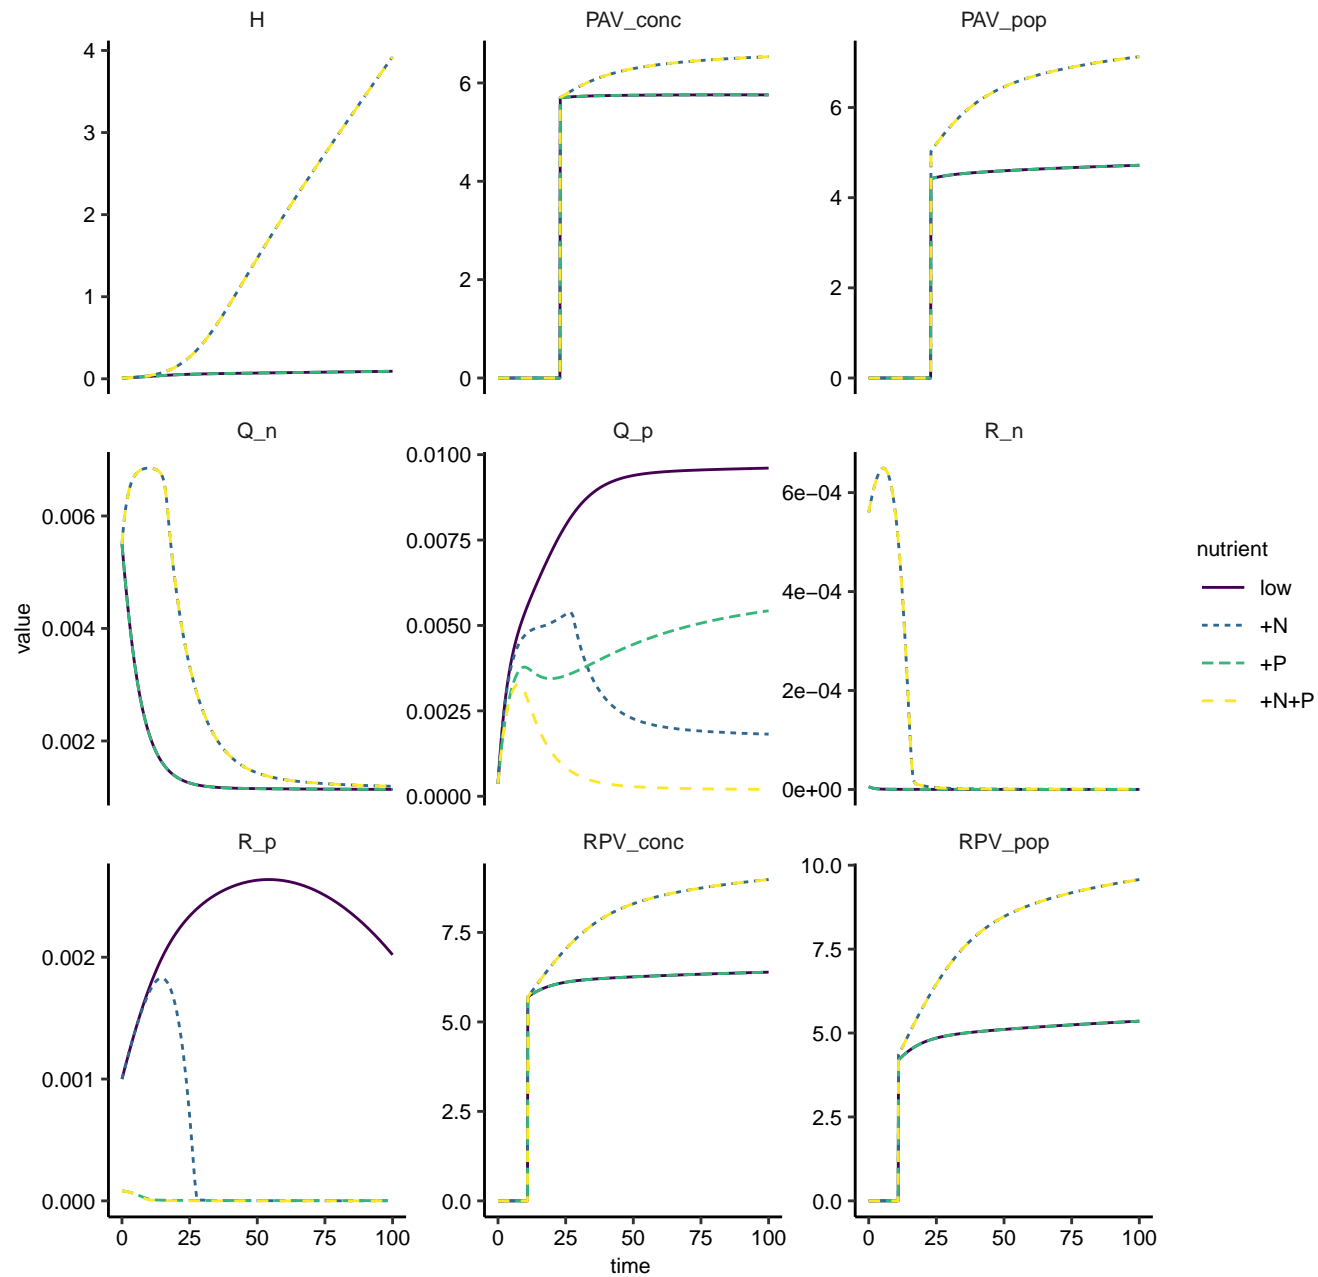 H PAV_conc PAV_pop
4
3
2
1
0
6
4
2
0
6
4
2
0
Q_n Q_p R_n
0.006
0.004
0.002
0.0100
0.0075
0.0050
0.0025
0.0000
6e−04
4e−04
2e−04
0e+00
value
nutrient
low
+N
+P
+N+P
R_p RPV_conc RPV_pop
0.002
0.001
0.000
7.5
5.0
2.5
0.0
10.0
7.5
5.0
2.5
0.0
0 25 50 75 100
0 25 50 75 100
0 25 50 75 100
time